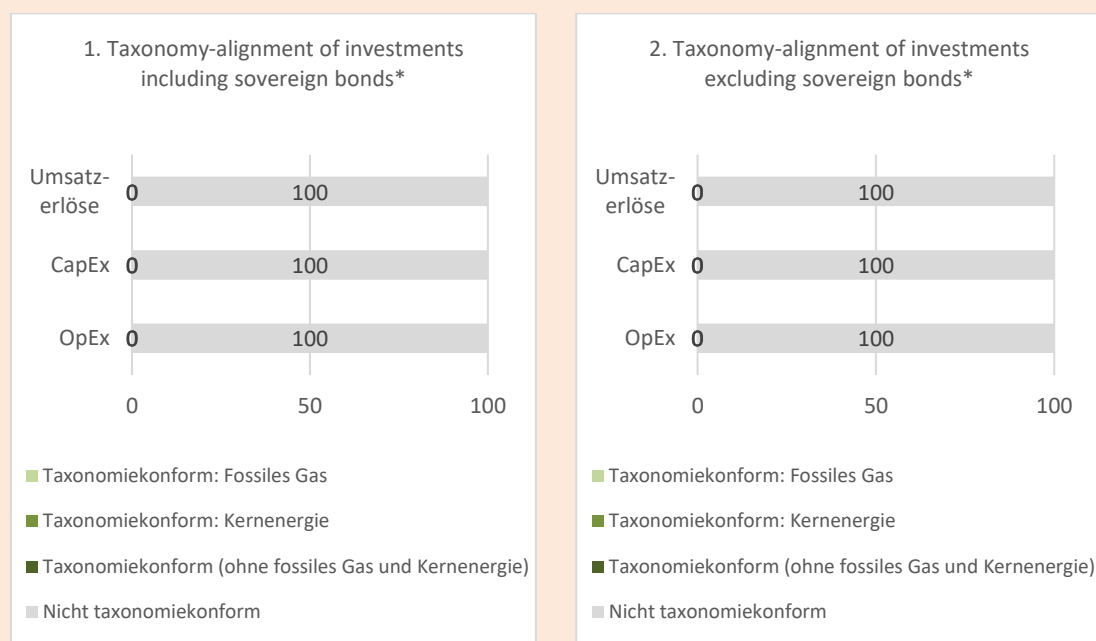 1. Taxonomy-alignment of investments
including sovereign bonds*
Umsatz-
erlöse
0
100
CapEx
0
100
OpEx
0
100
0
50
100
Taxonomiekonform: Fossiles Gas
Taxonomiekonform: Kernenergie
Taxonomiekonform (ohne fossiles Gas und Kernenergie)
Nicht taxonomiekonform
2. Taxonomy-alignment of investments
excluding sovereign bonds*
Umsatz-
erlöse
0
100
CapEx
0
100
OpEx
0
100
0
50
100
Taxonomiekonform: Fossiles Gas
Taxonomiekonform: Kernenergie
Taxonomiekonform (ohne fossiles Gas und Kernenergie)
Nicht taxonomiekonform